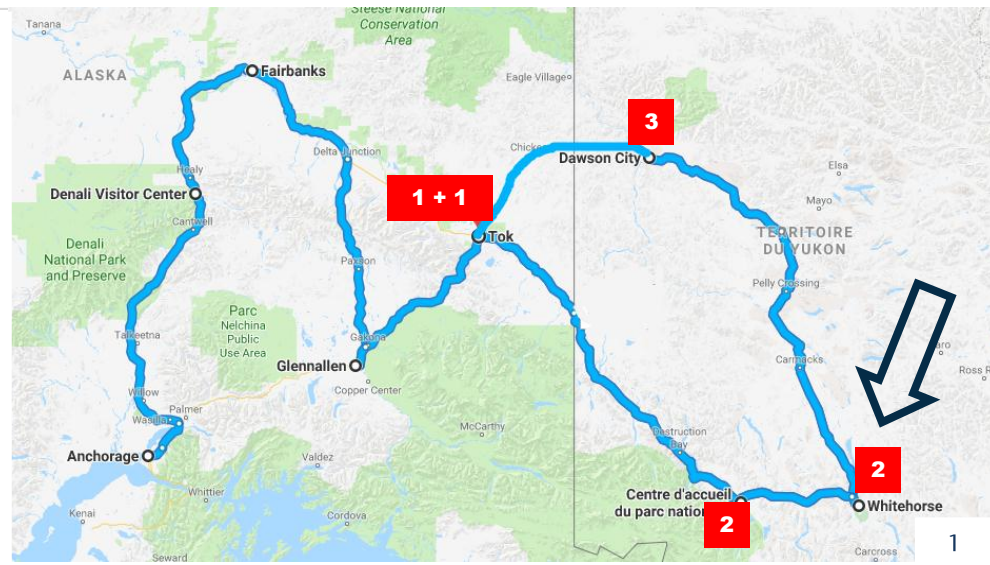 Steese National
Conservation
Area
Tanana
Fairbanks
ALASKA
Eagle Village
3
Chicke
Dawson City
Delta Junction
Elsa
Healy
Denali Visitor Center
1 + 1
Mayo
Cantwell
Tok
TERRITOIRE
DU YUKON
Denali
National Park
and Preserve
Paxson
Pelly Crossing
Parc
Nelchina
Public
Use Area
Talkeetna
Gakona
aro
Glennallen
Carmacks
Ross R
Copper Center
Willow
Palmer
Wasilla
McCarthy
Destruction
Bay
Anchorage
Valdez
2
Centre d'accueil
du parc nation
Whittier
2
Whitehorse
Kenai
Cordova
1
Carcross
Seward